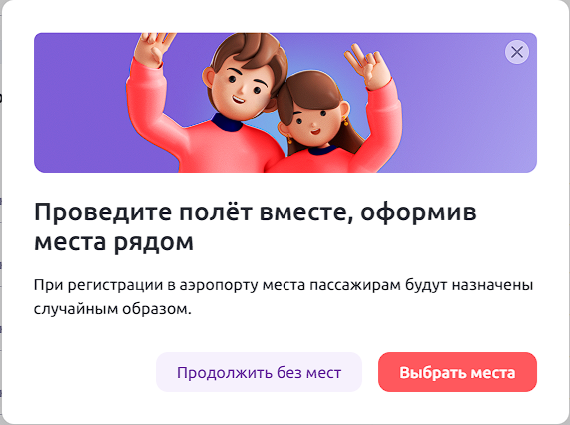 Проведите полёт вместе, оформив
места рядом
При регистрации в аэропорту места пассажирам будут назначены
случайным образом.
Продолжить без мест
Выбрать места